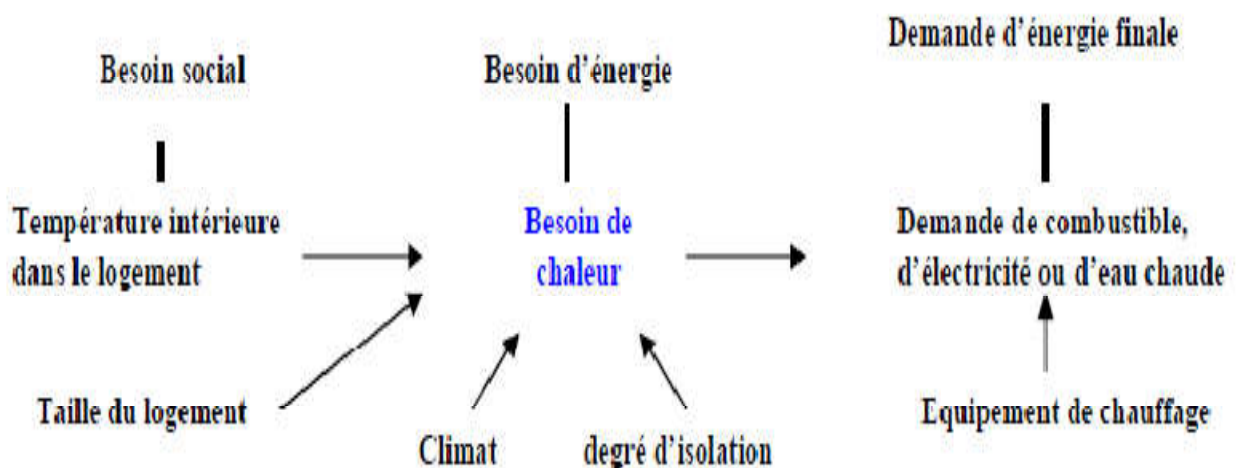 Besoin social
Besoin d'énergie
Demande d'énergie finale
Température intérieure
dans le logement
Besoin de
chaleur
Demande de combustible,
d'électricité ou d'eau chaude
Taille du logement
Climat
degré d'isolation
Equipement de chauffage